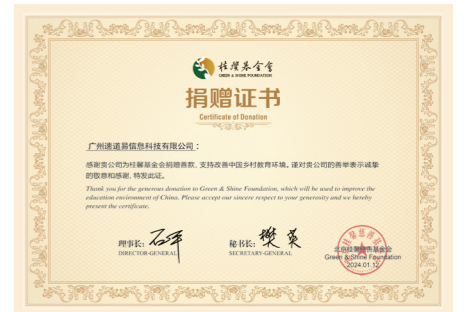 桂馨基金会
GREEN & SHINE FOUNDATION
捐赠证书
Certificate of Donation
广州速道易信息科技有限公司：
感谢贵公司为桂馨基金会捐赠善款，支持改善中国乡村教育环境。谨对贵公司的善举表示诚挚
的敬意和感谢，特发此证。
Thank you for the generous donation to Green & Shine Foundation, which will be used to improve the
education environment of China. Please accept our sincere respect to your generosity and we hereby
present the certificate.
理事长：石平
DIRECTOR-GENERAL
秘书长：樊英
SECRETARY-GENERAL
北京桂馨慈善基金会
Green & Shine Foundation
2024.01.12